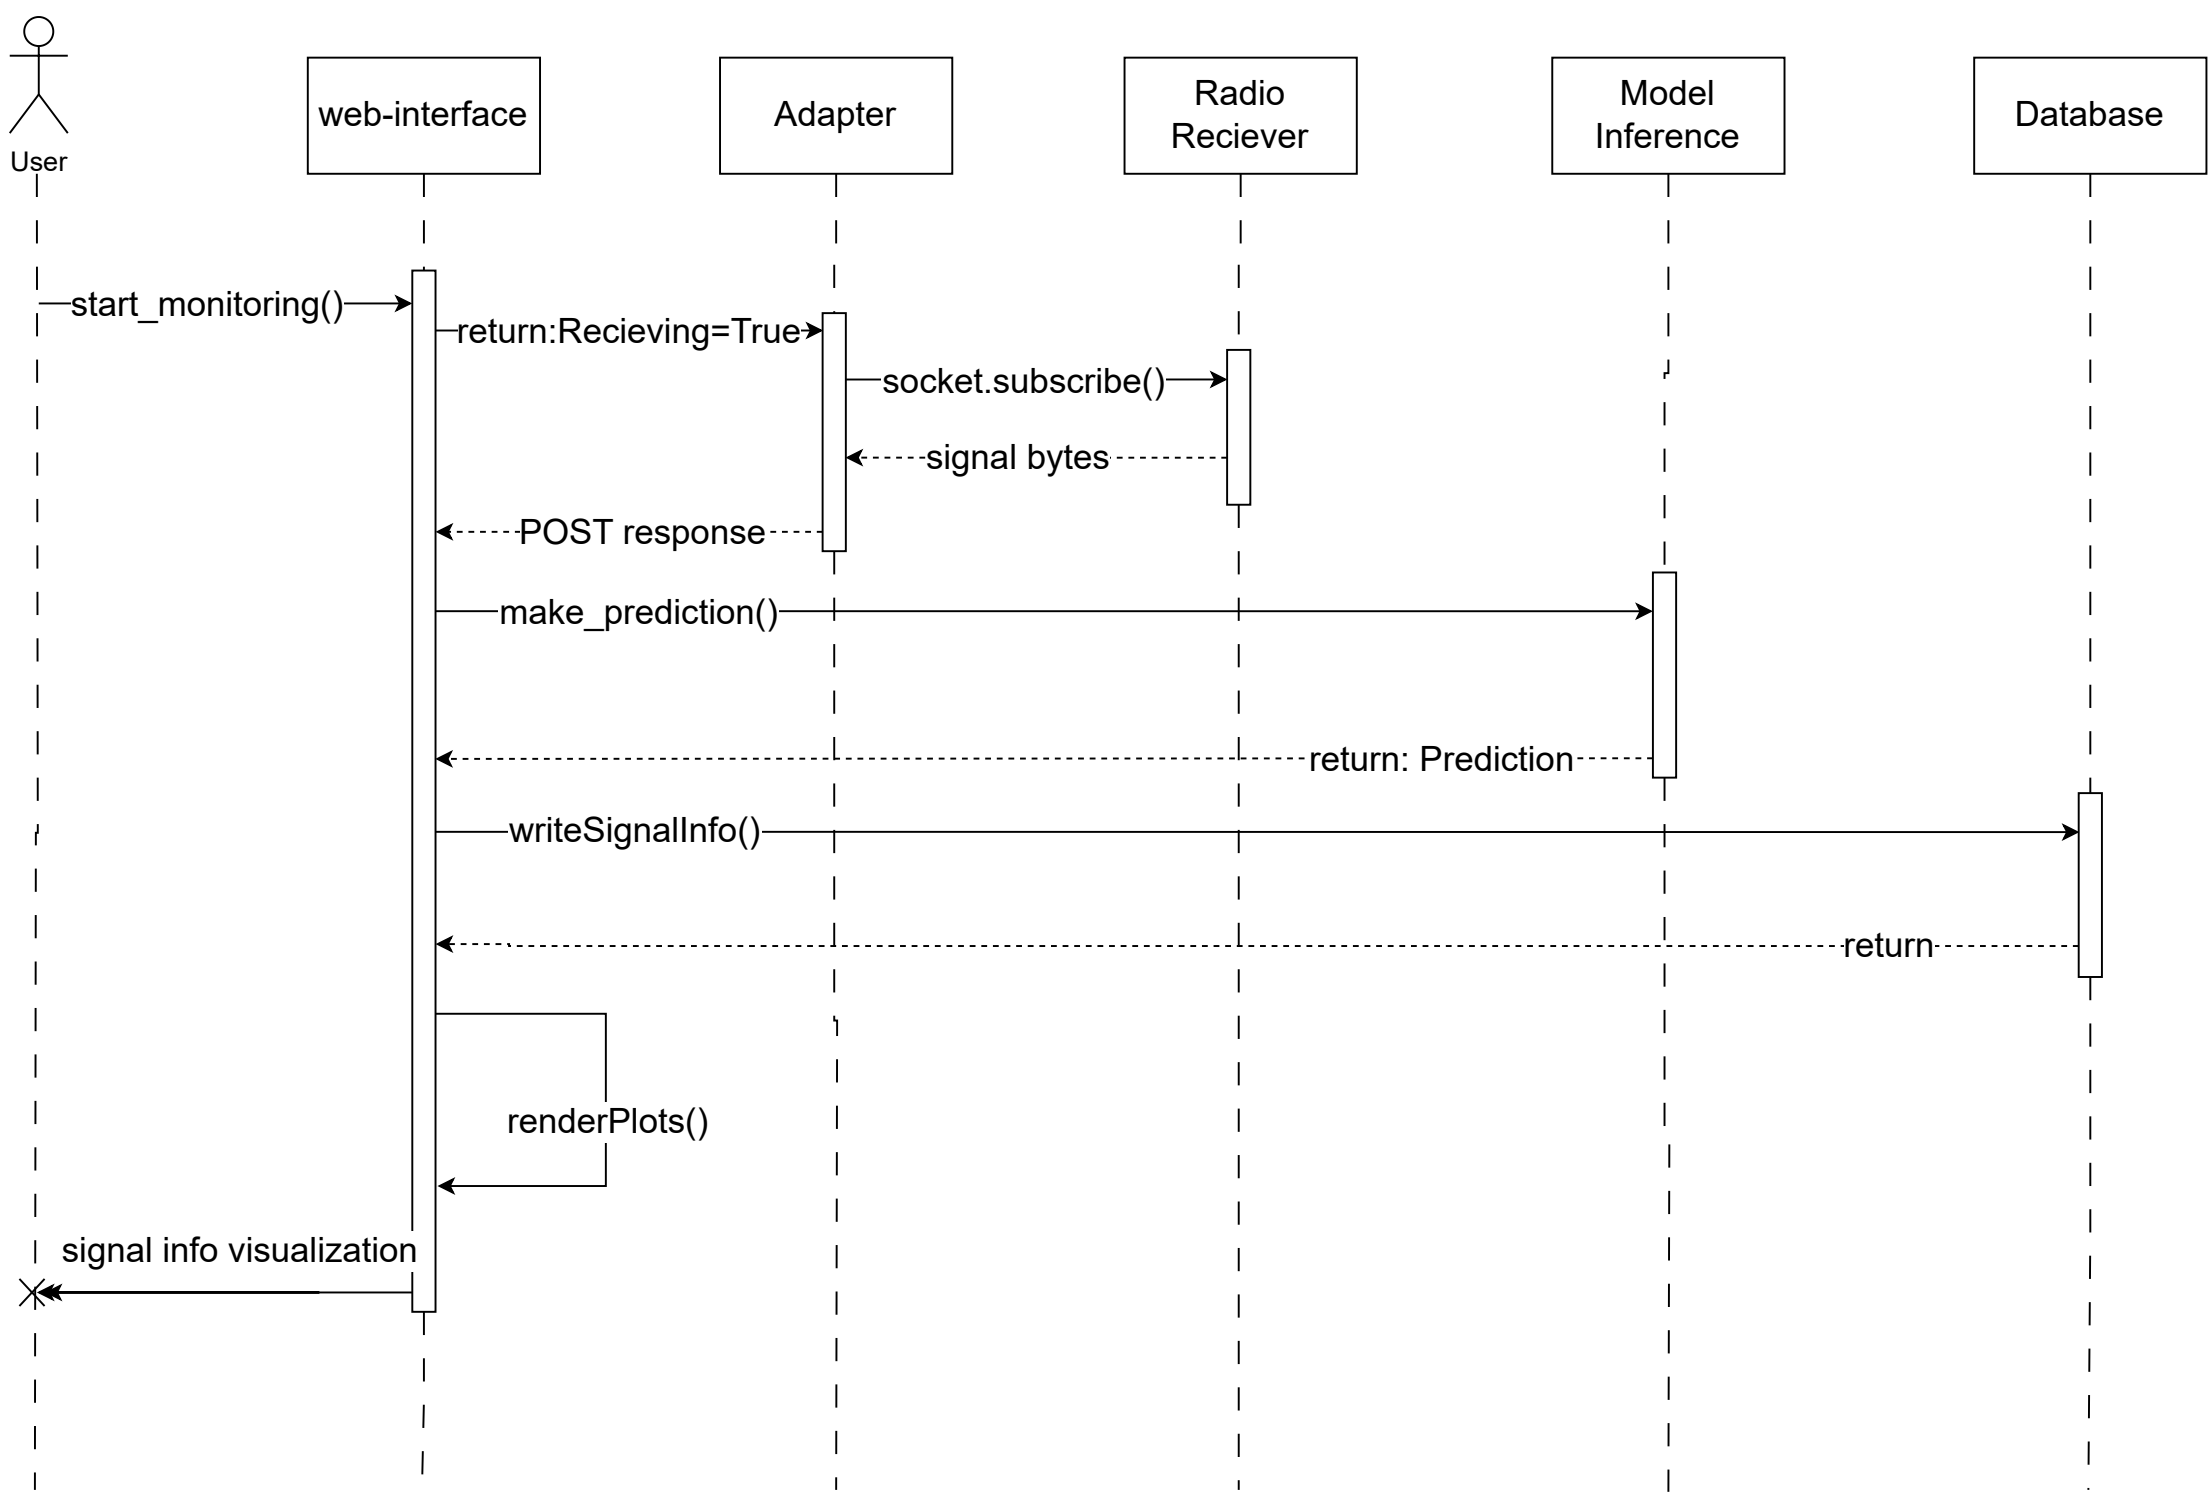 User
web-interface
Adapter
Radio
Reciever
Model
Inference
Database
start_monitoring()
return:Recieving=True
socket.subscribe()
signal bytes
POST response
make_prediction()
return: Prediction
writeSignalInfo()
return
renderPlots()
signal info visualization